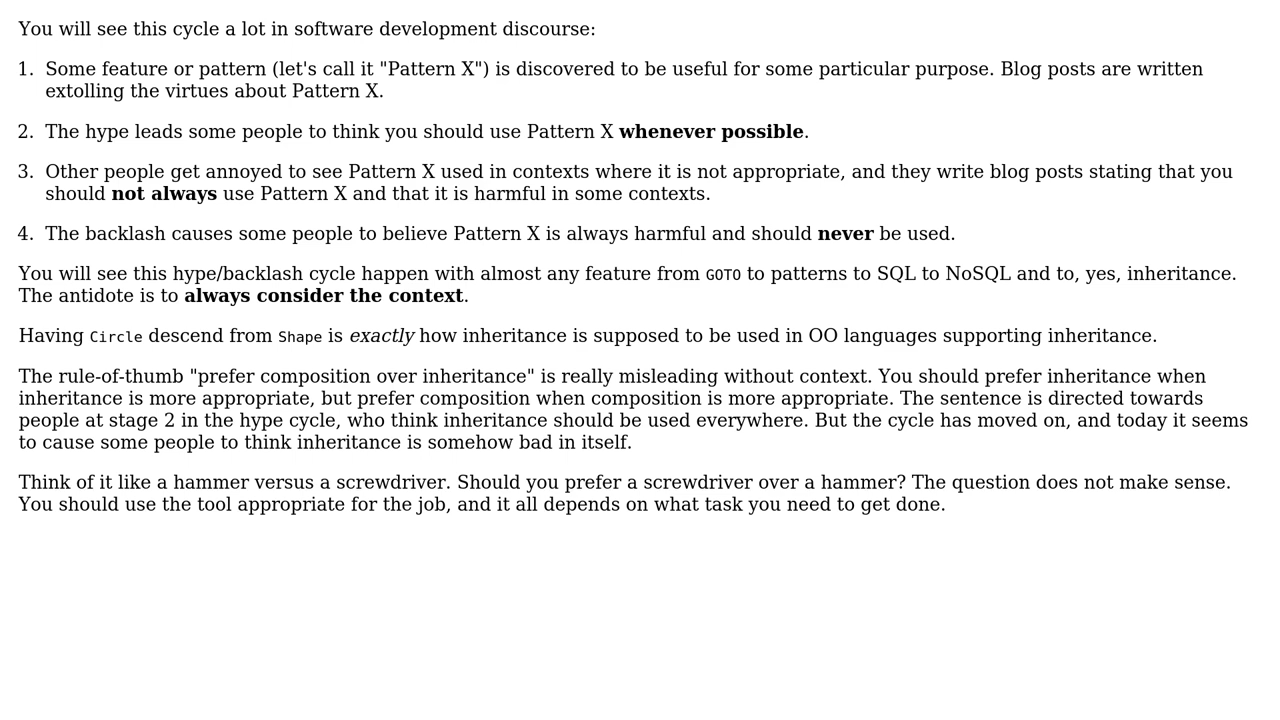 You will see this cycle a lot in software development discourse:
1. Some feature or pattern (let's call it "Pattern X") is discovered to be useful for some particular purpose. Blog posts are written
extolling the virtues about Pattern X.
2. The hype leads some people to think you should use Pattern X whenever possible.
3. Other people get annoyed to see Pattern X used in contexts where it is not appropriate, and they write blog posts stating that you
should not always use Pattern X and that it is harmful in some contexts.
4. The backlash causes some people to believe Pattern X is always harmful and should never be used.
You will see this hype/backlash cycle happen with almost any feature from GOTO to patterns to SQL to NoSQL and to, yes, inheritance.
The antidote is to always consider the context.
Having Circle descend from Shape is exactly how inheritance is supposed to be used in OO languages supporting inheritance.
The rule-of-thumb "prefer composition over inheritance" is really misleading without context. You should prefer inheritance when
inheritance is more appropriate, but prefer composition when composition is more appropriate. The sentence is directed towards
people at stage 2 in the hype cycle, who think inheritance should be used everywhere. But the cycle has moved on, and today it seems
to cause some people to think inheritance is somehow bad in itself.
Think of it like a hammer versus a screwdriver. Should you prefer a screwdriver over a hammer? The question does not make sense.
You should use the tool appropriate for the job, and it all depends on what task you need to get done.